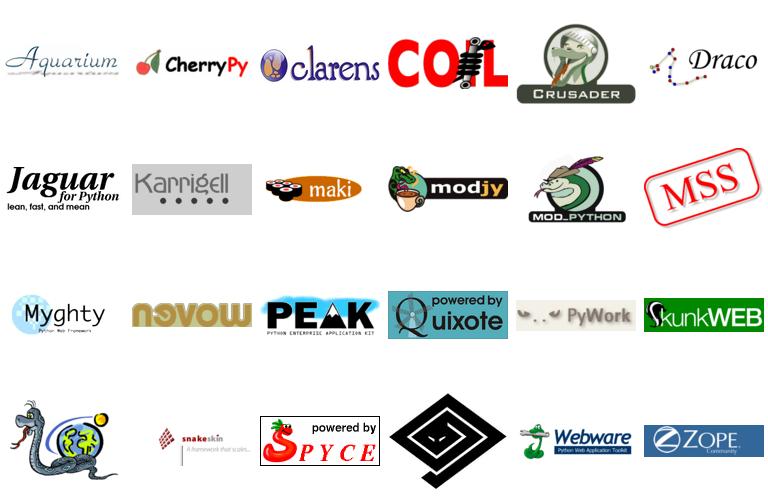 Aquarium
CherryPy
clarens
COIL
CRUSADER
Draco
Jaguar
for Python
lean, fast, and mean
Karrigell
maki
modjy
MOD_PYTHON
MSS
Myghty
Python Web Framework
nevow
PEAK
PYTHON ENTERPRISE APPLICATION KIT
powered by
Quixote
PyWork
SkunkWEB
snakeskin
A framework that scales...
powered by
SPYCE
Webware
Python Web Application Toolkit
ZOPE
Community